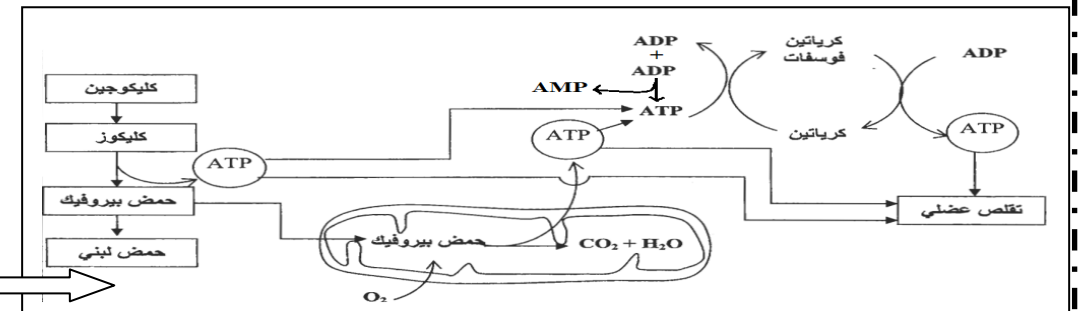 ADP
+
ADP
AMP
ATP
كرياتين
فوسفات
ADP
كرياتين
ATP
تقلص عضلي
كليكوجين
كليكوز
ATP
ATP
حمض بيروفيك
حمض لبني
حمض بيروفيك
CO₂ + H₂O
O₂